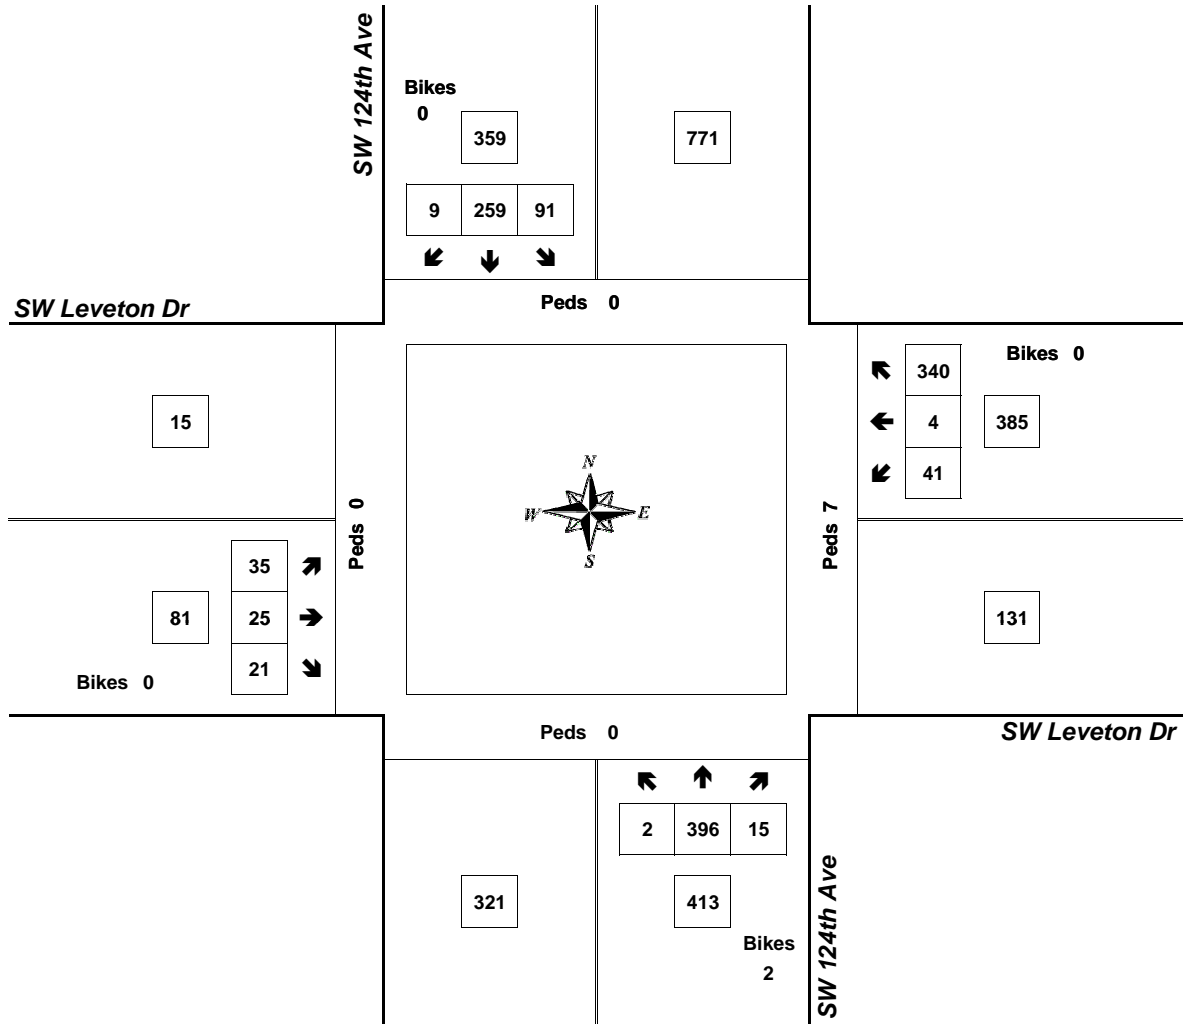 SW 124th Ave
Bikes
0
359
771
9 259 91
Peds 0
SW Leveton Dr
Bikes 0
340
15
4
385
41
N
W E
S
Peds 0
Peds 7
35
81
25
131
21
Bikes 0
Peds 0
SW Leveton Dr
2 396 15
321
413
Bikes
2
SW 124th Ave